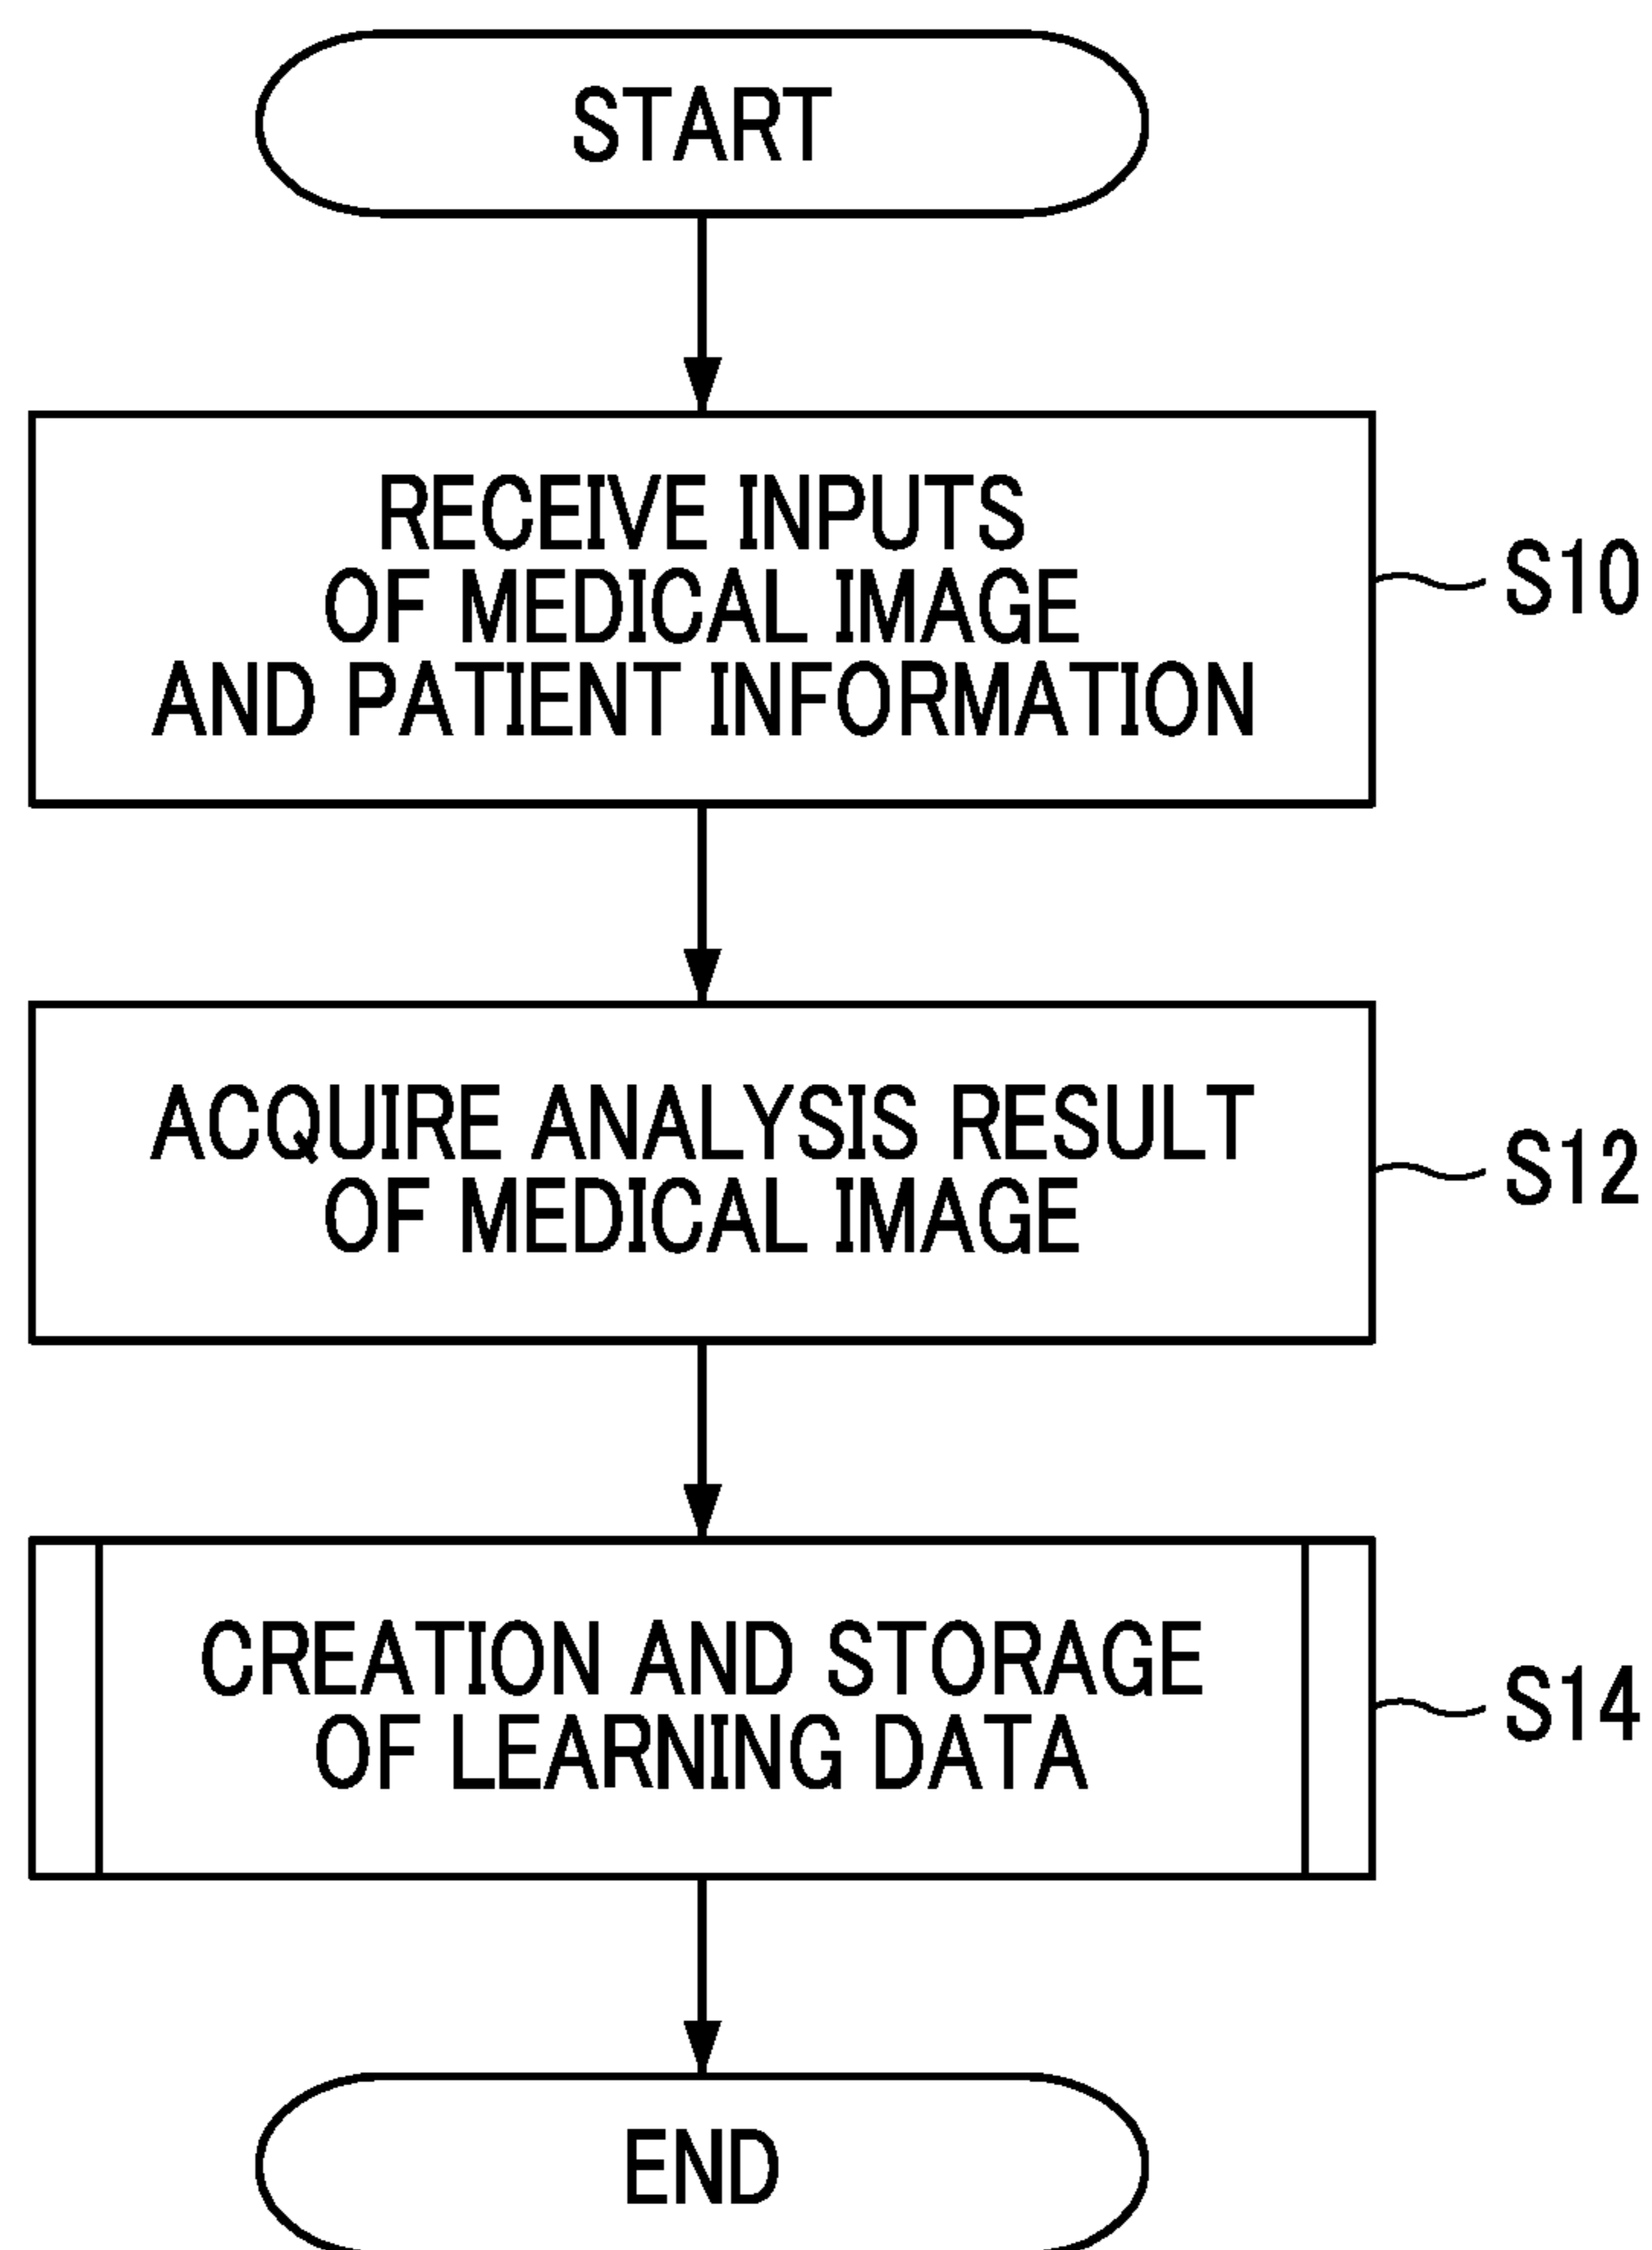 START
RECEIVE INPUTS
OF MEDICAL IMAGE
AND PATIENT INFORMATION
S10
ACQUIRE ANALYSIS RESULT
OF MEDICAL IMAGE
S12
CREATION AND STORAGE
OF LEARNING DATA
S14
END